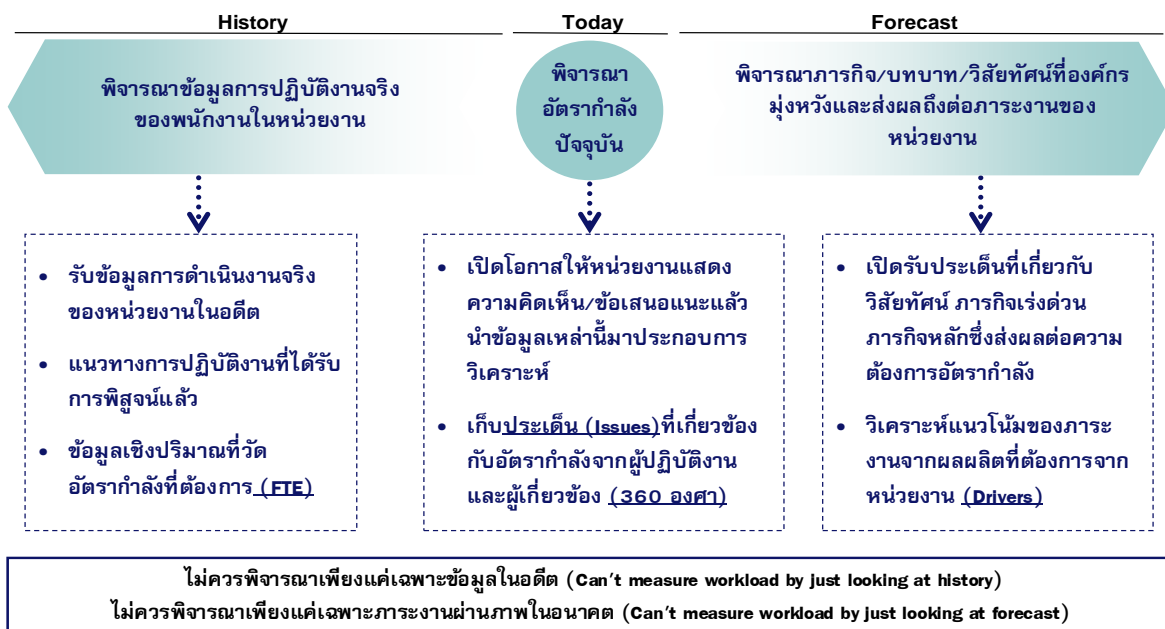 History
Today
Forecast
พิจารณาข้อมูลการปฏิบัติงานจริง
ของพนักงานในหน่วยงาน
พิจารณา
อัตรากำลัง
ปัจจุบัน
พิจารณาภารกิจ/บทบาท/วิสัยทัศน์ที่องค์กร
มุ่งหวังและส่งผลถึงต่อภาระงานของ
หน่วยงาน
• รับข้อมูลการดำเนินงานจริง
ของหน่วยงานในอดีต
• แนวทางการปฏิบัติงานที่ได้รับ
การพิสูจน์แล้ว
• ข้อมูลเชิงปริมาณที่วัด
อัตรากำลังที่ต้องการ (FTE)
• เปิดโอกาสให้หน่วยงานแสดง
ความคิดเห็น/ข้อเสนอแนะแล้ว
นำข้อมูลเหล่านี้มาประกอบการ
วิเคราะห์
• เก็บประเด็น (Issues)ที่เกี่ยวข้อง
กับอัตรากำลังจากผู้ปฏิบัติงาน
และผู้เกี่ยวข้อง (360 องศา)
• เปิดรับประเด็นที่เกี่ยวกับ
วิสัยทัศน์ ภารกิจเร่งด่วน
ภารกิจหลักซึ่งส่งผลต่อความ
ต้องการอัตรากำลัง
• วิเคราะห์แนวโน้มของภาระ
งานจากผลผลิตที่ต้องการจาก
หน่วยงาน (Drivers)
ไม่ควรพิจารณาเพียงแค่เฉพาะข้อมูลในอดีต (Can't measure workload by just looking at history)
ไม่ควรพิจารณาเพียงแค่เฉพาะภาระงานผ่านภาพในอนาคต (Can't measure workload by just looking at forecast)